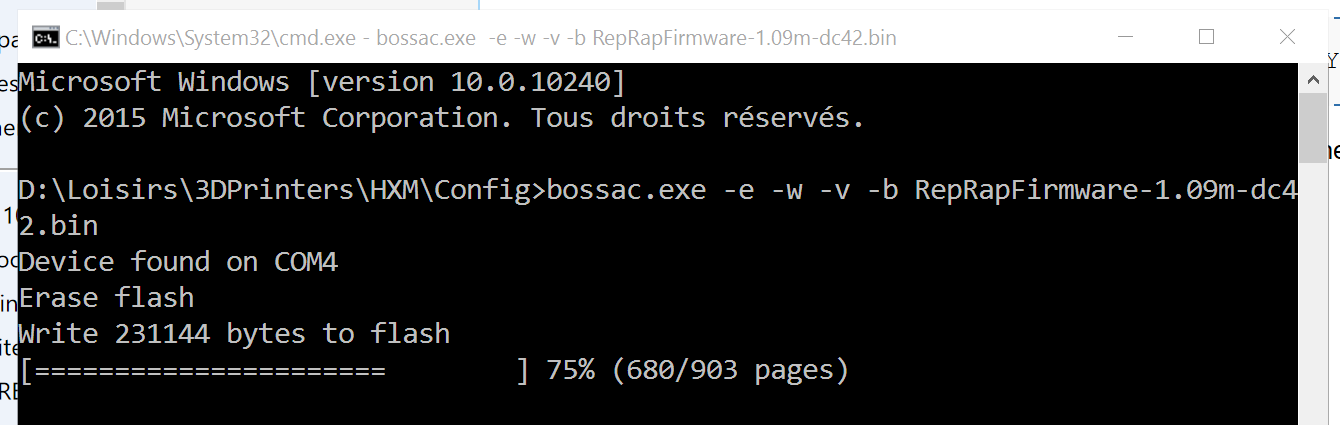 C:\Windows\System32\cmd.exe - bossac.exe  -e -w -v -b RepRapFirmware-1.09m-dc42.bin
Microsoft Windows [version 10.0.10240]
(c) 2015 Microsoft Corporation. Tous droits réservés.
D:\Loisirs\3DPrinters\HXM\Config>bossac.exe -e -w -v -b RepRapFirmware-1.09m-dc4
2.bin
Device found on COM4
Erase flash
Write 231144 bytes to flash
[======================        ] 75% (680/903 pages)